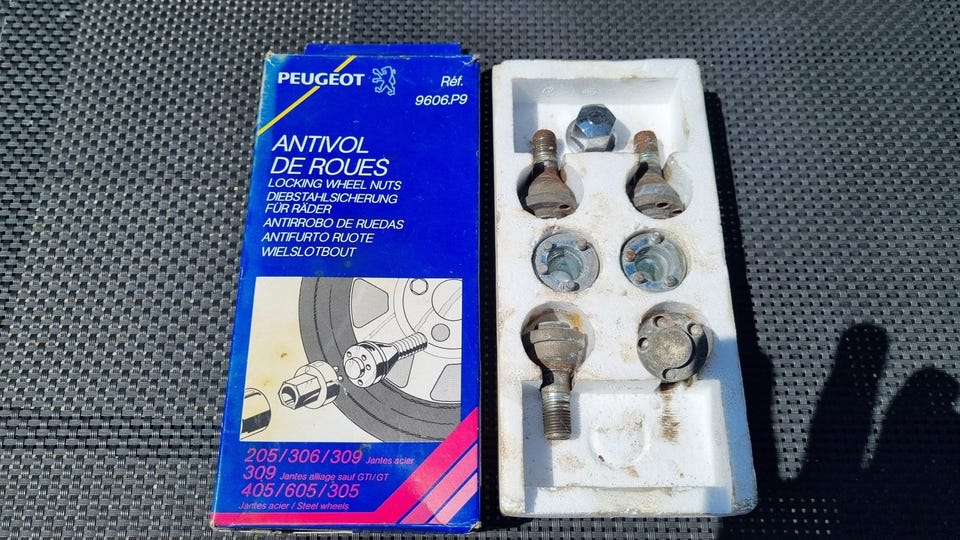 PEUGEOT
Réf.
9606.P9
ANTIVOL
DE ROUES
LOCKING WHEEL NUTS
DIEBSTAHLSICHERUNG
FÜR RÄDER
ANTIRROBO DE RUEDAS
ANTIFURTO RUOTE
WIELSLOTBOUT
205/306/309 Jantes acier
309 Jantes alliage sauf GTI/GT
405/605/305
Jantes acier / Steel wheels